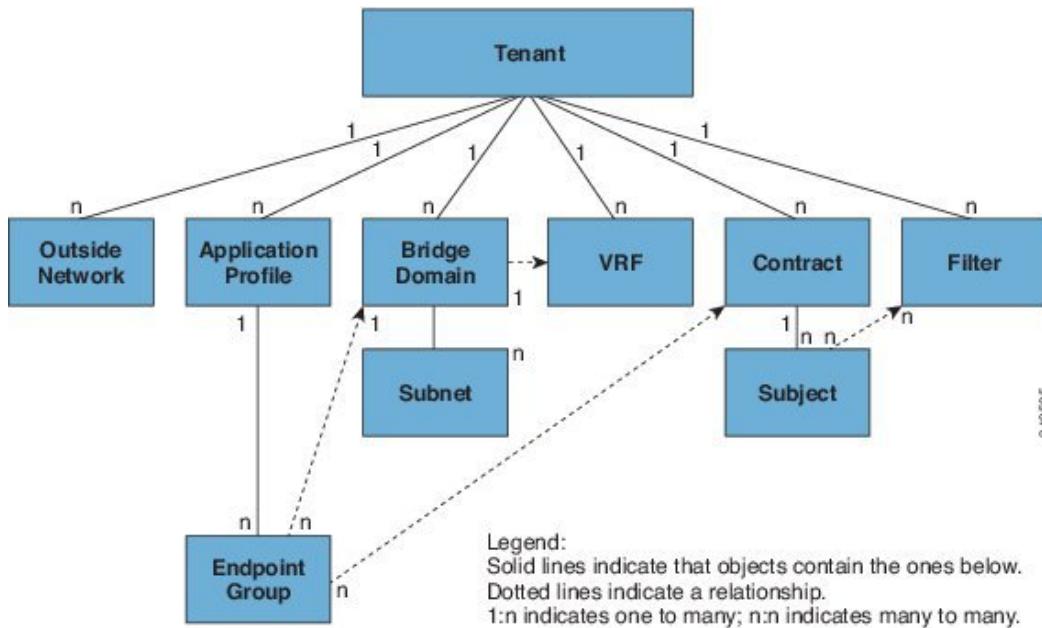 Tenant
1
1
1
1
1
1
n
n
n
n
n
n
Outside
Network
Application
Profile
Bridge
Domain
VRF
Contract
Filter
1
1
1
1
n
n
n
n
Subnet
Subject
n
n
n
Endpoint
Group
Legend:
Solid lines indicate that objects contain the ones below.
Dotted lines indicate a relationship.
1:n indicates one to many; n:n indicates many to many.